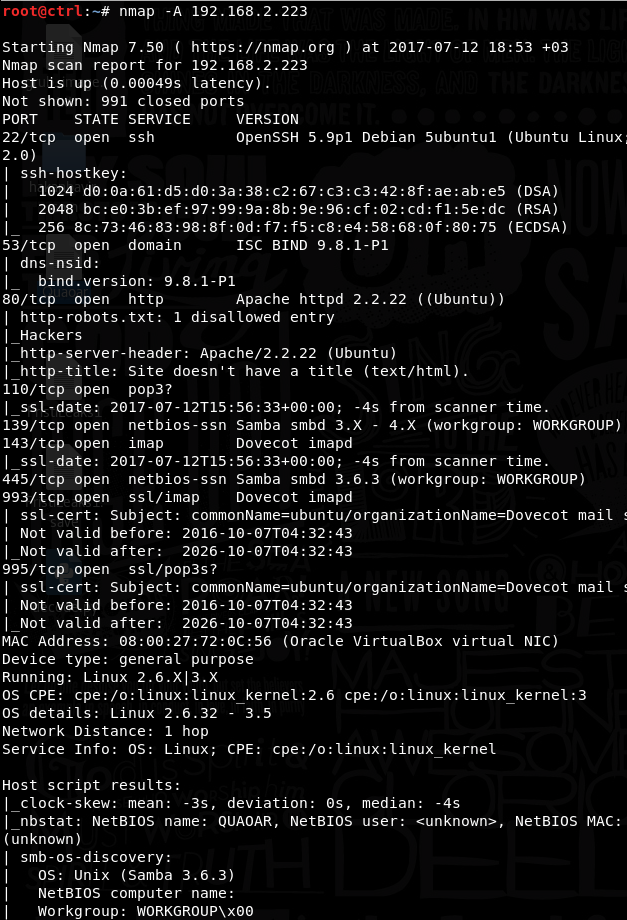 root@ctrl:~# nmap -A 192.168.2.223
Starting Nmap 7.50 ( https://nmap.org ) at 2017-07-12 18:53 +03
Nmap scan report for 192.168.2.223
Host is up (0.00049s latency).
Not shown: 991 closed ports
PORT    STATE SERVICE     VERSION
22/tcp  open  ssh         OpenSSH 5.9p1 Debian 5ubuntu1 (Ubuntu Linux;
2.0)
| ssh-hostkey:
|   1024 d0:0a:61:d5:d0:3a:38:c2:67:c3:c3:42:8f:ae:ab:e5 (DSA)
|   2048 bc:e0:3b:ef:97:99:9a:8b:9e:96:cf:02:cd:f1:5e:dc (RSA)
|_  256 8c:73:46:83:98:8f:0d:f7:f5:c8:e4:58:68:0f:80:75 (ECDSA)
53/tcp  open  domain      ISC BIND 9.8.1-P1
| dns-nsid:
|_  bind.version: 9.8.1-P1
80/tcp  open  http        Apache httpd 2.2.22 ((Ubuntu))
| http-robots.txt: 1 disallowed entry
|_Hackers
|_http-server-header: Apache/2.2.22 (Ubuntu)
|_http-title: Site doesn't have a title (text/html).
110/tcp open  pop3?
|_ssl-date: 2017-07-12T15:56:33+00:00; -4s from scanner time.
139/tcp open  netbios-ssn Samba smbd 3.X - 4.X (workgroup: WORKGROUP)
143/tcp open  imap        Dovecot imapd
|_ssl-date: 2017-07-12T15:56:33+00:00; -4s from scanner time.
445/tcp open  netbios-ssn Samba smbd 3.6.3 (workgroup: WORKGROUP)
993/tcp open  ssl/imap    Dovecot imapd
| ssl-cert: Subject: commonName=ubuntu/organizationName=Dovecot mail s
| Not valid before: 2016-10-07T04:32:43
|_Not valid after:  2026-10-07T04:32:43
995/tcp open  ssl/pop3s?
| ssl-cert: Subject: commonName=ubuntu/organizationName=Dovecot mail s
| Not valid before: 2016-10-07T04:32:43
|_Not valid after:  2026-10-07T04:32:43
MAC Address: 08:00:27:72:0C:56 (Oracle VirtualBox virtual NIC)
Device type: general purpose
Running: Linux 2.6.X|3.X
OS CPE: cpe:/o:linux:linux_kernel:2.6 cpe:/o:linux:linux_kernel:3
OS details: Linux 2.6.32 - 3.5
Network Distance: 1 hop
Service Info: OS: Linux; CPE: cpe:/o:linux:linux_kernel
Host script results:
|_clock-skew: mean: -3s, deviation: 0s, median: -4s
|_nbstat: NetBIOS name: QUAOAR, NetBIOS user: <unknown>, NetBIOS MAC:
(unknown)
| smb-os-discovery:
|   OS: Unix (Samba 3.6.3)
|   NetBIOS computer name:
|   Workgroup: WORKGROUP\x00